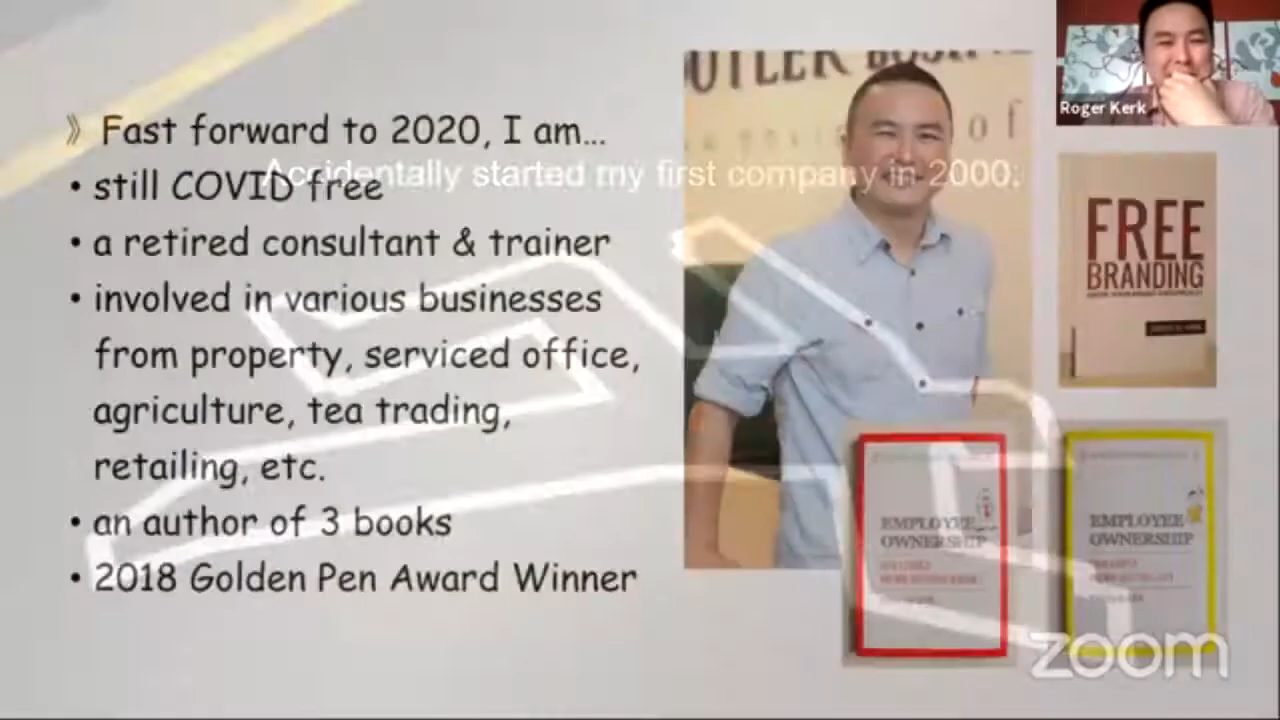 》 Fast forward to 2020, I am…
• still COVID free
Accidentally started my first company in 2000:
• a retired consultant & trainer
• involved in various businesses
from property, serviced office,
agriculture, tea trading,
retailing, etc.
• an author of 3 books
• 2018 Golden Pen Award Winner
UTLER
of
Roger Kerk
FREE
BRANDING
EMPLOYEE
OWNERSHIP
EMPLOYEE
OWNERSHIP
zoom